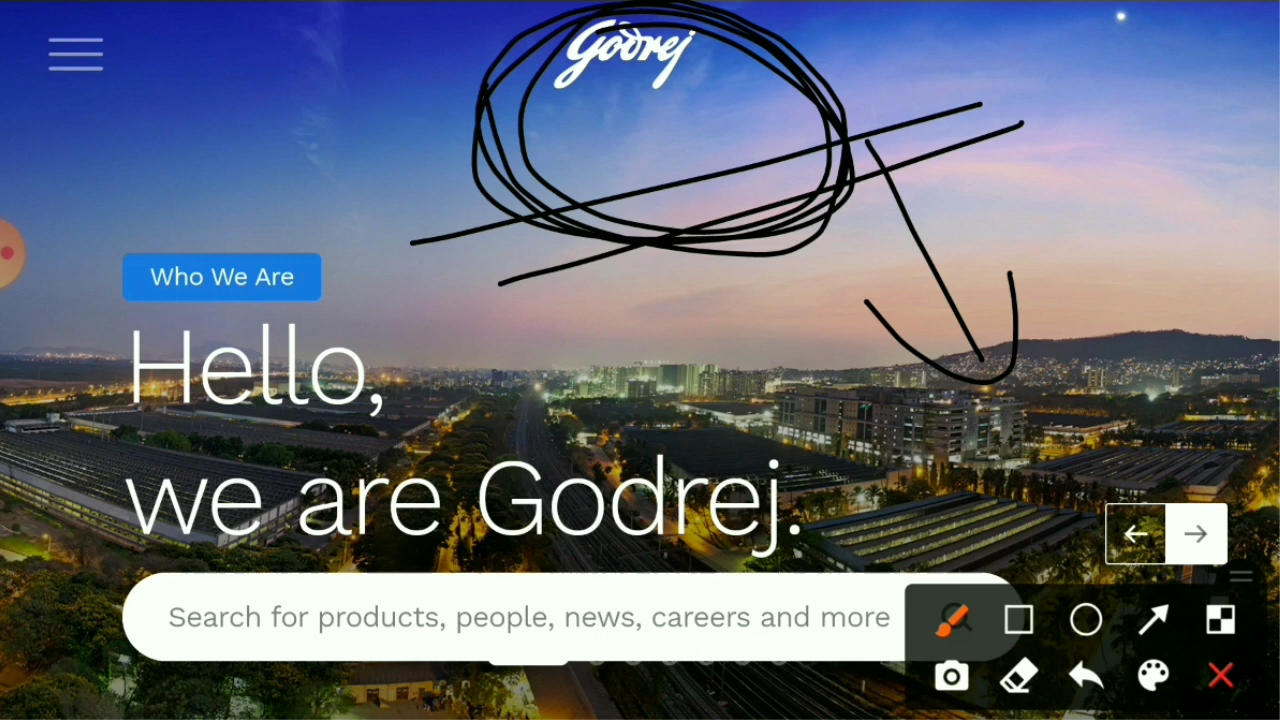 Godrej
Who We Are
Hello,
we are Godrej.
Search for products, people, news, careers and more